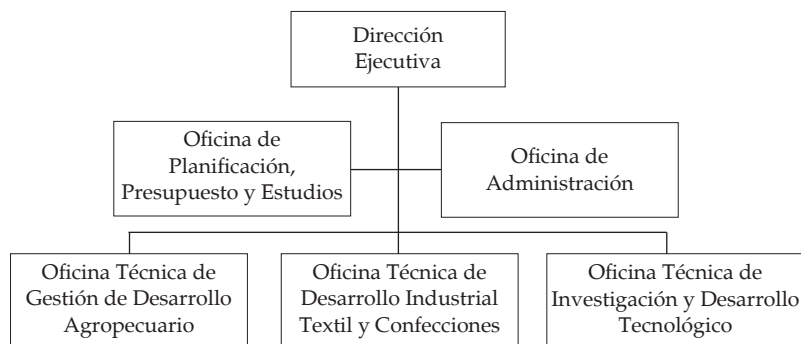 Dirección
Ejecutiva
Oficina de
Planificación,
Presupuesto y Estudios
Oficina de
Administración
Oficina Técnica de
Gestión de Desarrollo
Agropecuario
Oficina Técnica de
Desarrollo Industrial
Textil y Confecciones
Oficina Técnica de
Investigación y Desarrollo
Tecnológico